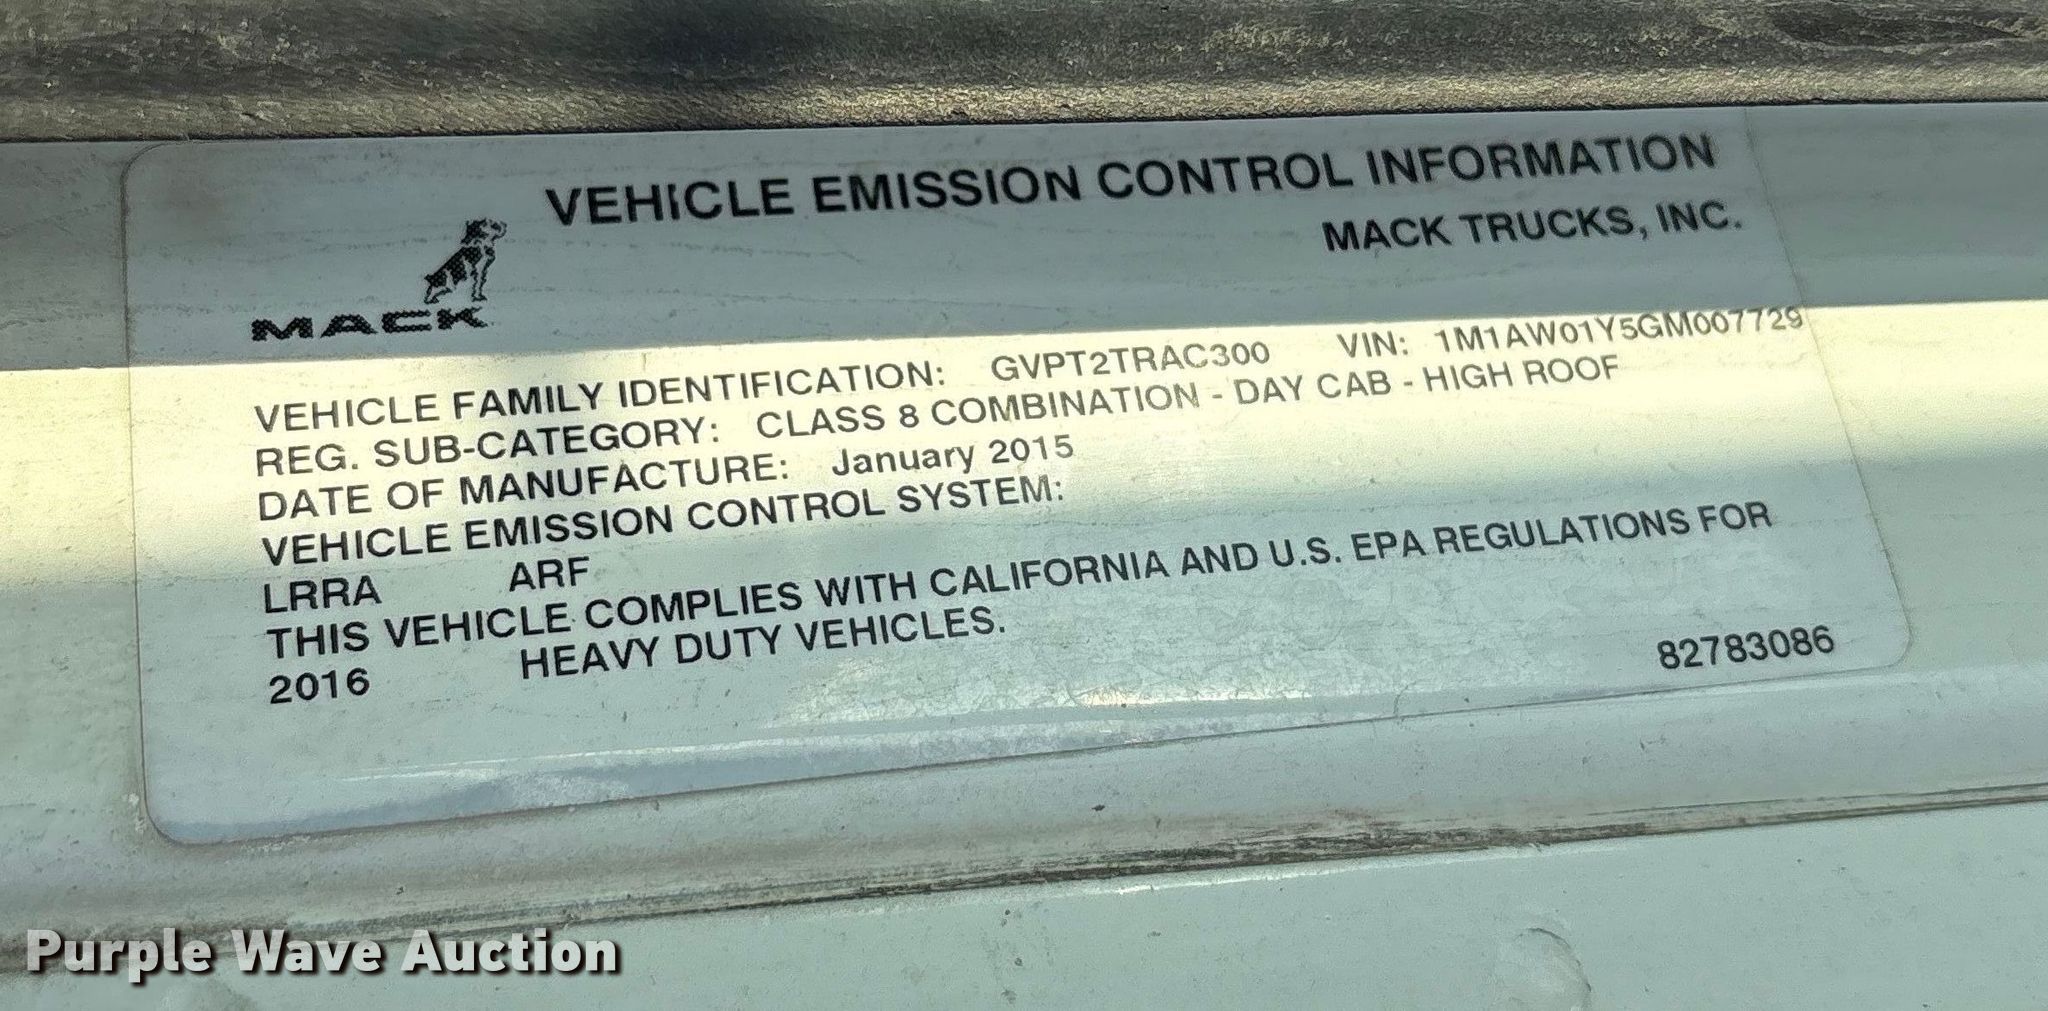 VEHICLE EMISSION CONTROL INFORMATION
MACK TRUCKS, INC.
MACK
VEHICLE FAMILY IDENTIFICATION: GVPT2TRAC300 VIN: 1M1AW01Y5GM007729
REG. SUB-CATEGORY: CLASS 8 COMBINATION - DAY CAB - HIGH ROOF
DATE OF MANUFACTURE: January 2015
VEHICLE EMISSION CONTROL SYSTEM:
LRRA ARF
THIS VEHICLE COMPLIES WITH CALIFORNIA AND U.S. EPA REGULATIONS FOR
2016 HEAVY DUTY VEHICLES.
82783086
Purple Wave Auction